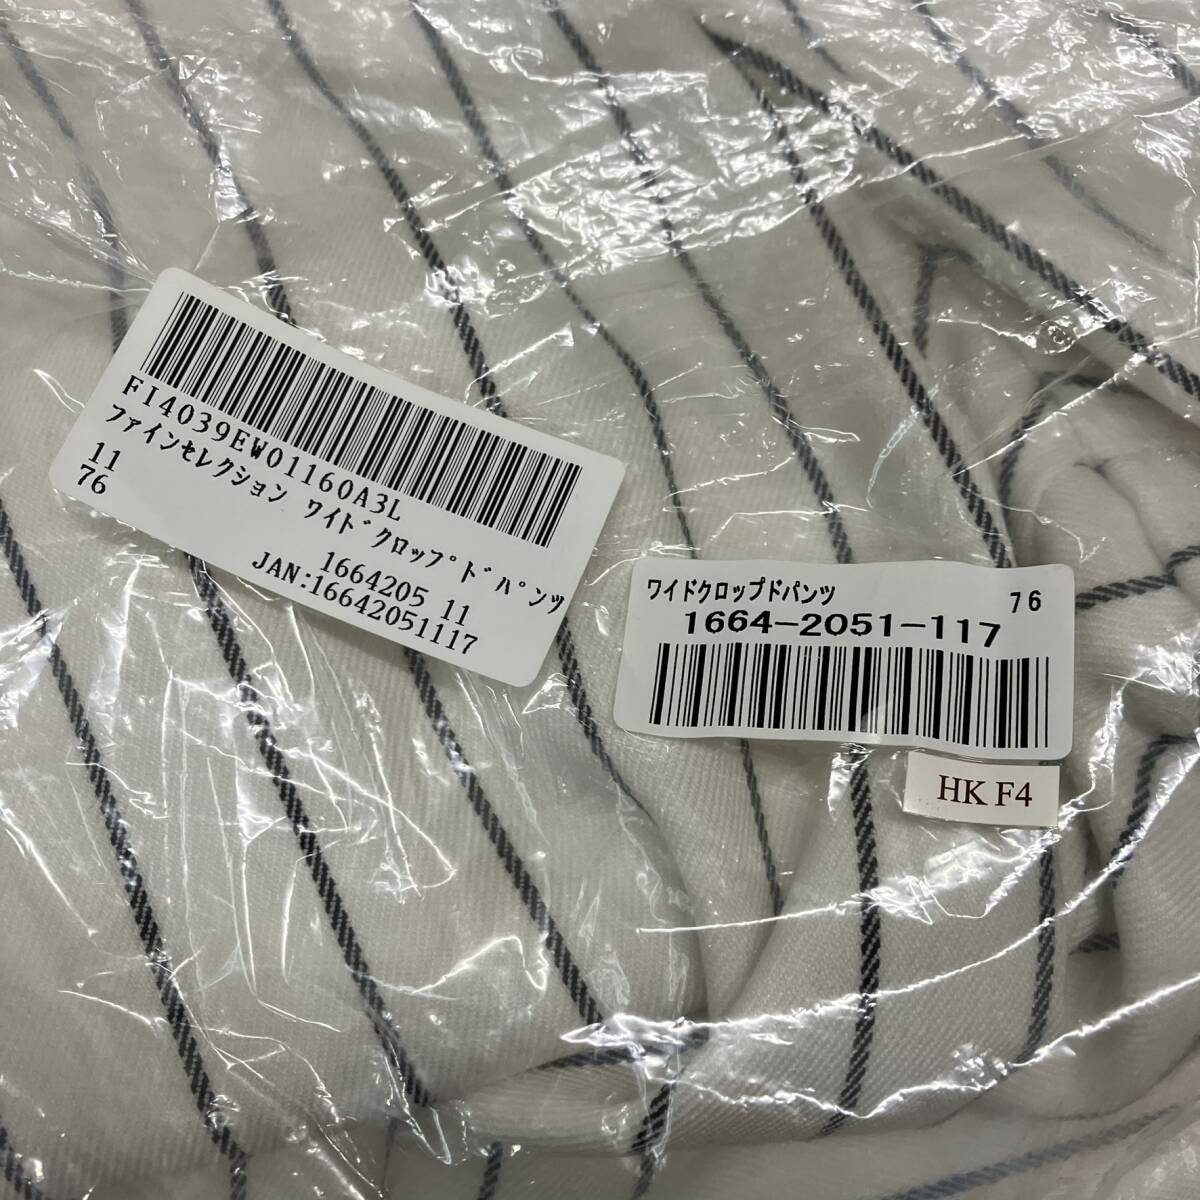 FI4039EW01160A3L
ﾌｧｲﾝｾﾚｸｼｮﾝ ﾜｲﾄﾞｸﾛｯﾌﾟﾄﾞﾊﾟﾝﾂ
11
76
1664205 11
JAN:16642051117
ワイドクロップドパンツ 76
1664-2051-117
HK F4